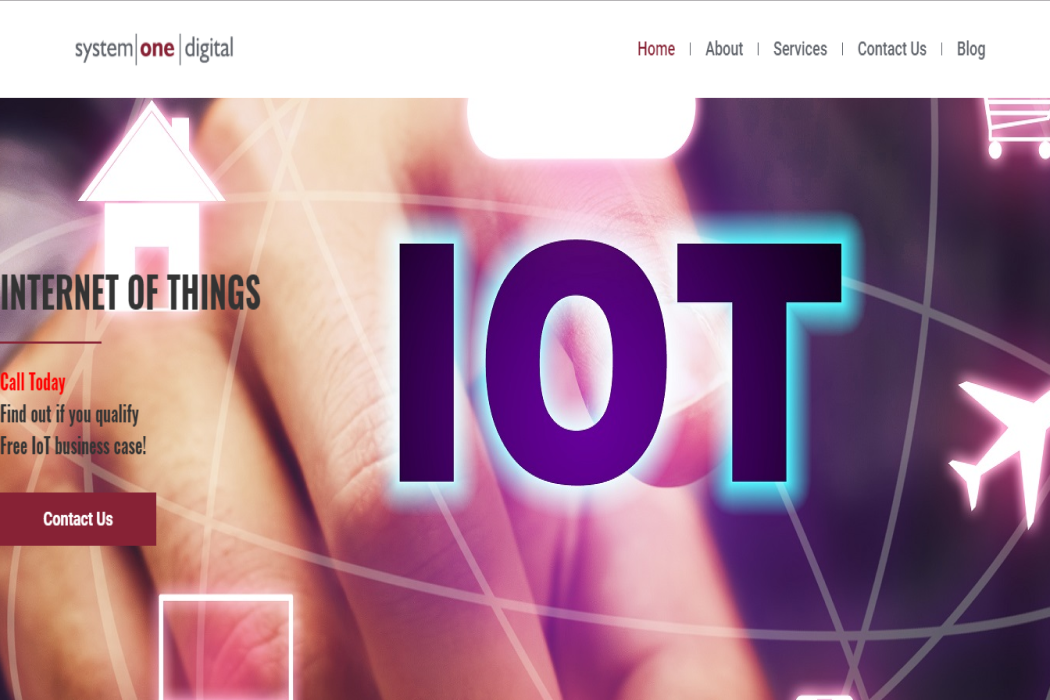 system|one|digital
Home | About | Services | Contact Us | Blog
IOT
INTERNET OF THINGS
Call Today
Find out if you qualify
Free IoT business case!
Contact Us